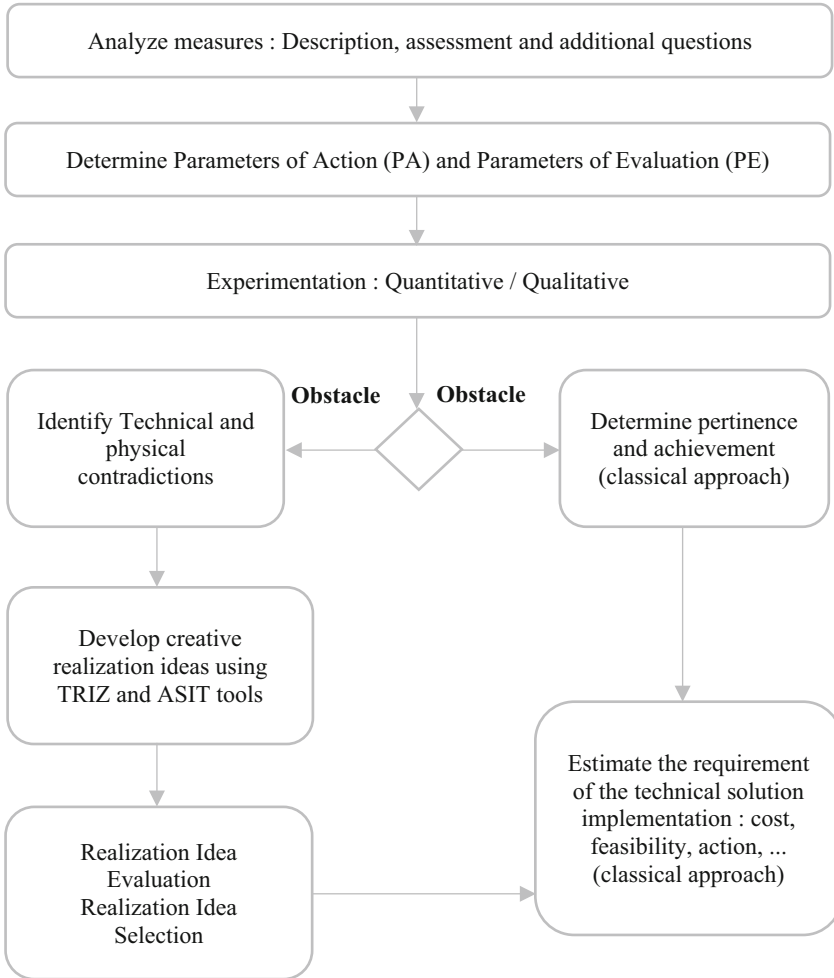 Analyze measures : Description, assessment and additional questions
Determine Parameters of Action (PA) and Parameters of Evaluation (PE)
Experimentation : Quantitative / Qualitative
Obstacle
Obstacle
Identify Technical and
physical
contradictions
Determine pertinence
and achievement
(classical approach)
Develop creative
realization ideas using
TRIZ and ASIT tools
Estimate the requirement
of the technical solution
implementation : cost,
feasibility, action, ...
(classical approach)
Realization Idea
Evaluation
Realization Idea
Selection